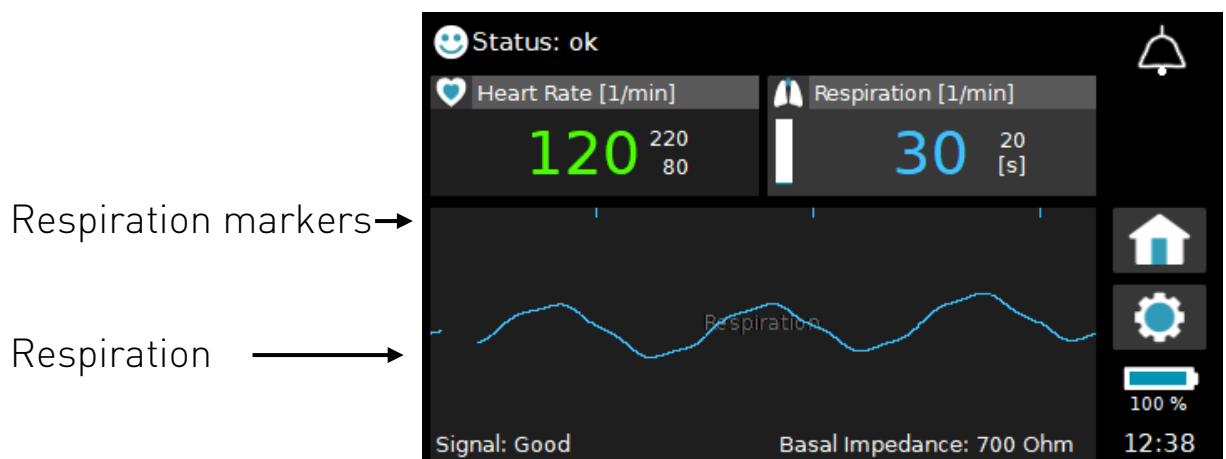 Status: ok
Heart Rate [1/min]
Respiration [1/min]
120
220
80
30
20
[s]
Respiration markers
Respiration
Respiration
Signal: Good
Basal Impedance: 700 Ohm
100 %
12:38